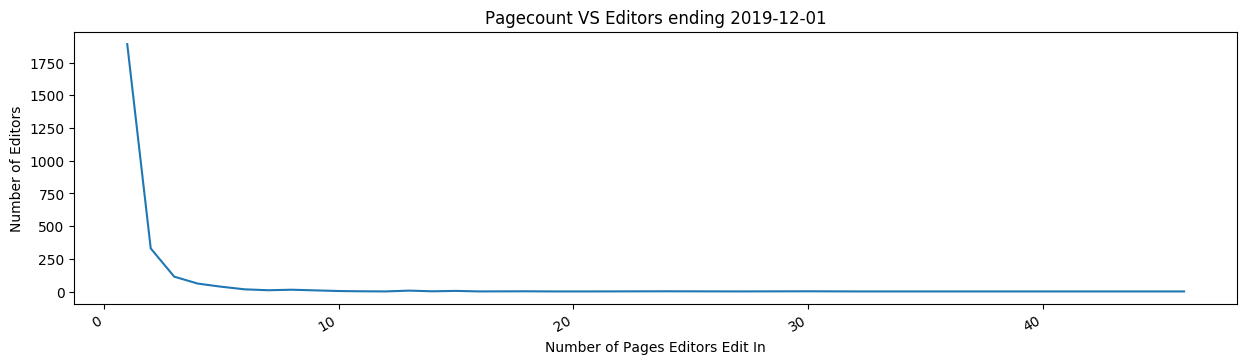 Pagecount VS Editors ending 2019-12-01
Number of Editors
1750
1500
1250
1000
750
500
250
0
0 10 20 30 40
Number of Pages Editors Edit In